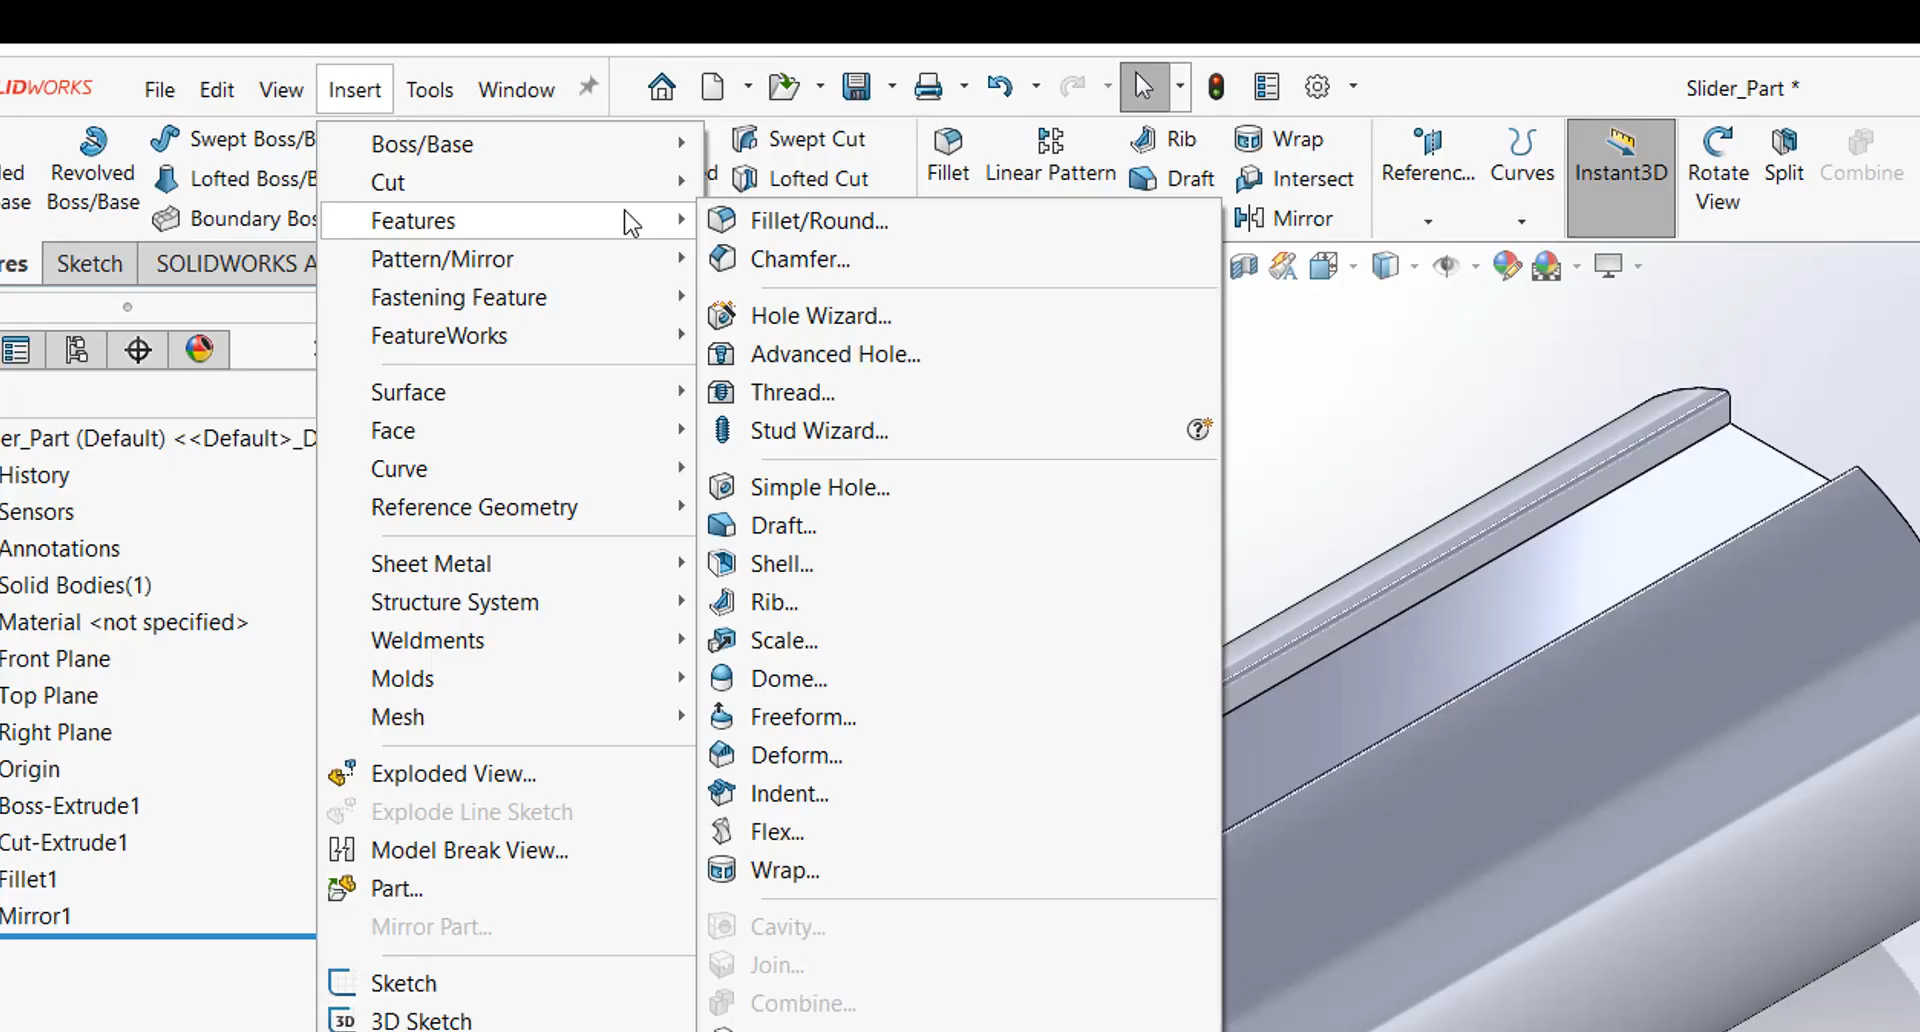 LIDWORKS File Edit View Insert Tools Window Slider_Part *
Revolved Boss/Base
Swept Boss/B
Lofted Boss/B
Boundary Bos
Swept Cut
Lofted Cut
Fillet
Linear Pattern
Rib
Draft
Wrap
Intersect
Mirror
Referenc...
Curves
Instant3D
Rotate View
Split
Combine
res Sketch SOLIDWORKS A
er_Part (Default) <<Default>_D
History
Sensors
Annotations
Solid Bodies(1)
Material <not specified>
Front Plane
Top Plane
Right Plane
Origin
Boss-Extrude1
Cut-Extrude1
Fillet1
Mirror1
Boss/Base
Cut
Features
Pattern/Mirror
Fastening Feature
FeatureWorks
Surface
Face
Curve
Reference Geometry
Sheet Metal
Structure System
Weldments
Molds
Mesh
Exploded View...
Explode Line Sketch
Model Break View...
Part...
Mirror Part...
Sketch
3D 3D Sketch
Fillet/Round...
Chamfer...
Hole Wizard...
Advanced Hole...
Thread...
Stud Wizard...
Simple Hole...
Draft...
Shell...
Rib...
Scale...
Dome...
Freeform...
Deform...
Indent...
Flex...
Wrap...
Cavity...
Join...
Combine...